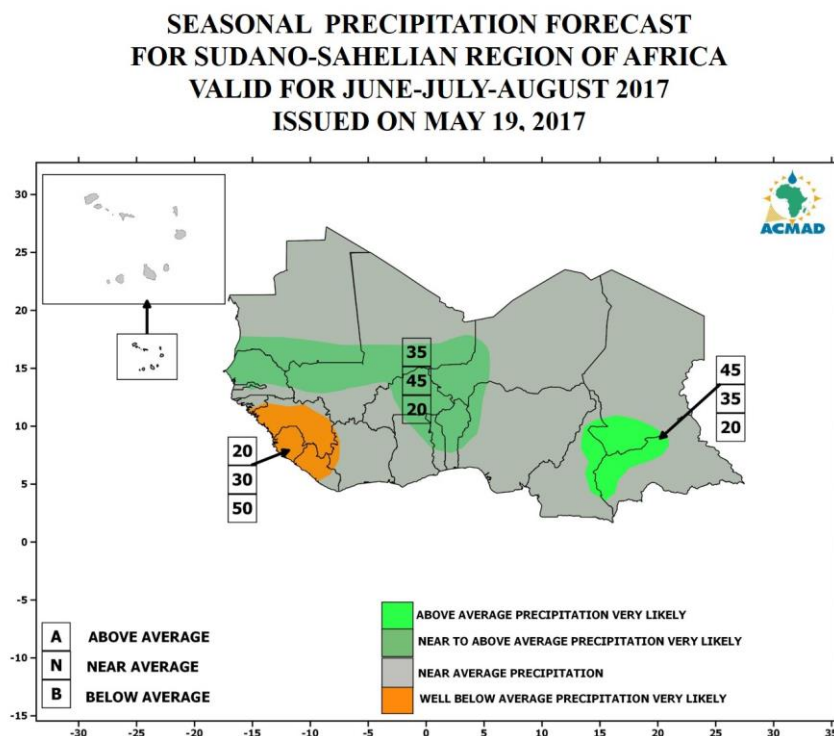 SEASONAL PRECIPITATION FORECAST
FOR SUDANO-SAHELIAN REGION OF AFRICA
VALID FOR JUNE-JULY-AUGUST 2017
ISSUED ON MAY 19, 2017
30
25
20
15
10
5
0
-5
-10
-15
ACMAD
35
45
20
45
35
20
20
30
50
A ABOVE AVERAGE
N NEAR AVERAGE
B BELOW AVERAGE
ABOVE AVERAGE PRECIPITATION VERY LIKELY
NEAR TO ABOVE AVERAGE PRECIPITATION VERY LIKELY
NEAR AVERAGE PRECIPITATION
WELL BELOW AVERAGE PRECIPITATION VERY LIKELY
-30 -25 -20 -15 -10 -5 0 5 10 15 20 25 30 35